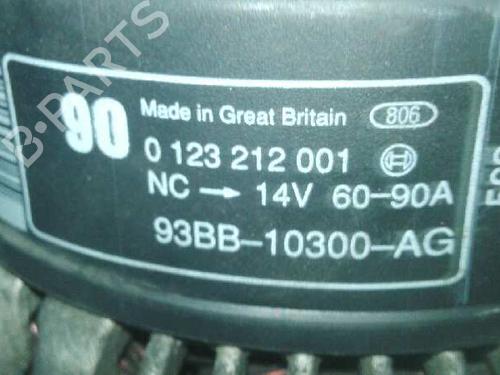 90 Made in Great Britain 806
0 123 212 001
NC → 14V 60-90A
93BB-10300-AG
B-PARTS